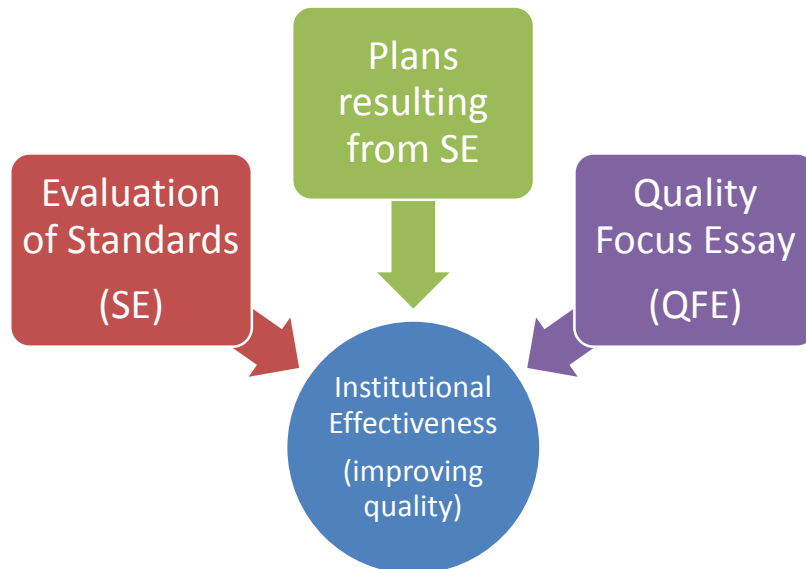 Plans
resulting
from SE
Evaluation
of Standards
(SE)
Quality
Focus Essay
(QFE)
Institutional
Effectiveness
(improving
quality)